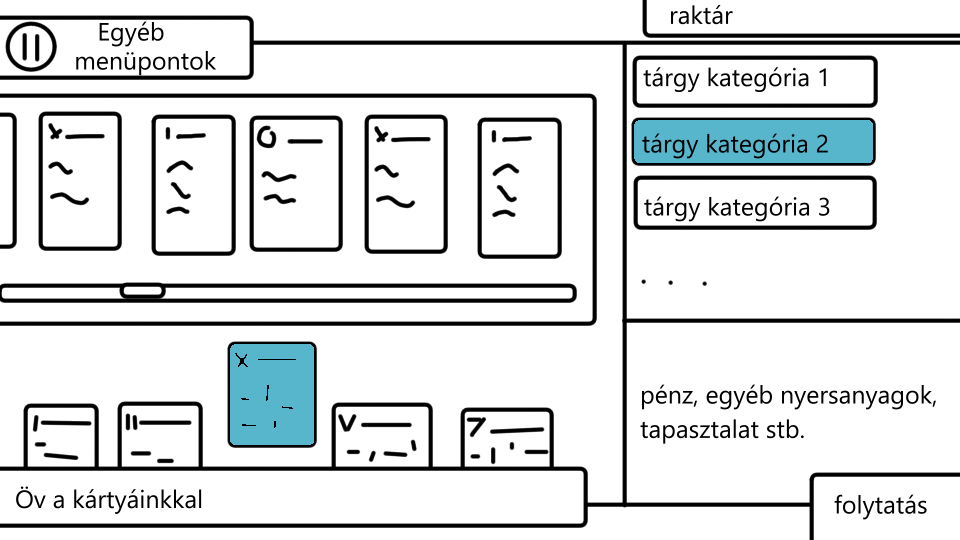 Egyéb
menüpontok
raktár
tárgy kategória 1
tárgy kategória 2
tárgy kategória 3
. . .
pénz, egyéb nyersanyagok,
tapasztalat stb.
Öv a kártyáinkkal
folytatás